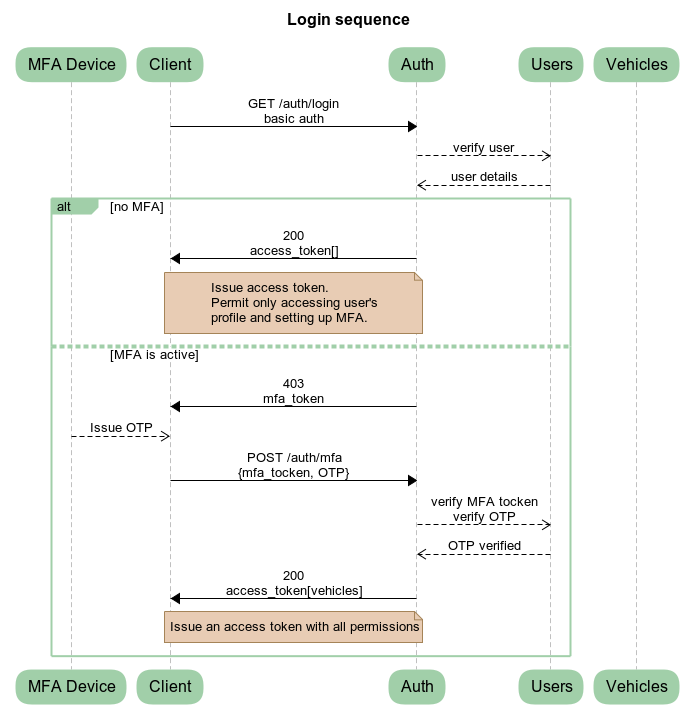 Login sequence
MFA Device
Client
Auth
Users
Vehicles
GET /auth/login
basic auth
verify user
user details
alt
[no MFA]
200
access_token[]
Issue access token.
Permit only accessing user's
profile and setting up MFA.
[MFA is active]
403
mfa_token
Issue OTP
POST /auth/mfa
{mfa_tocken, OTP}
verify MFA tocken
verify OTP
OTP verified
200
access_token[vehicles]
Issue an access token with all permissions
MFA Device
Client
Auth
Users
Vehicles